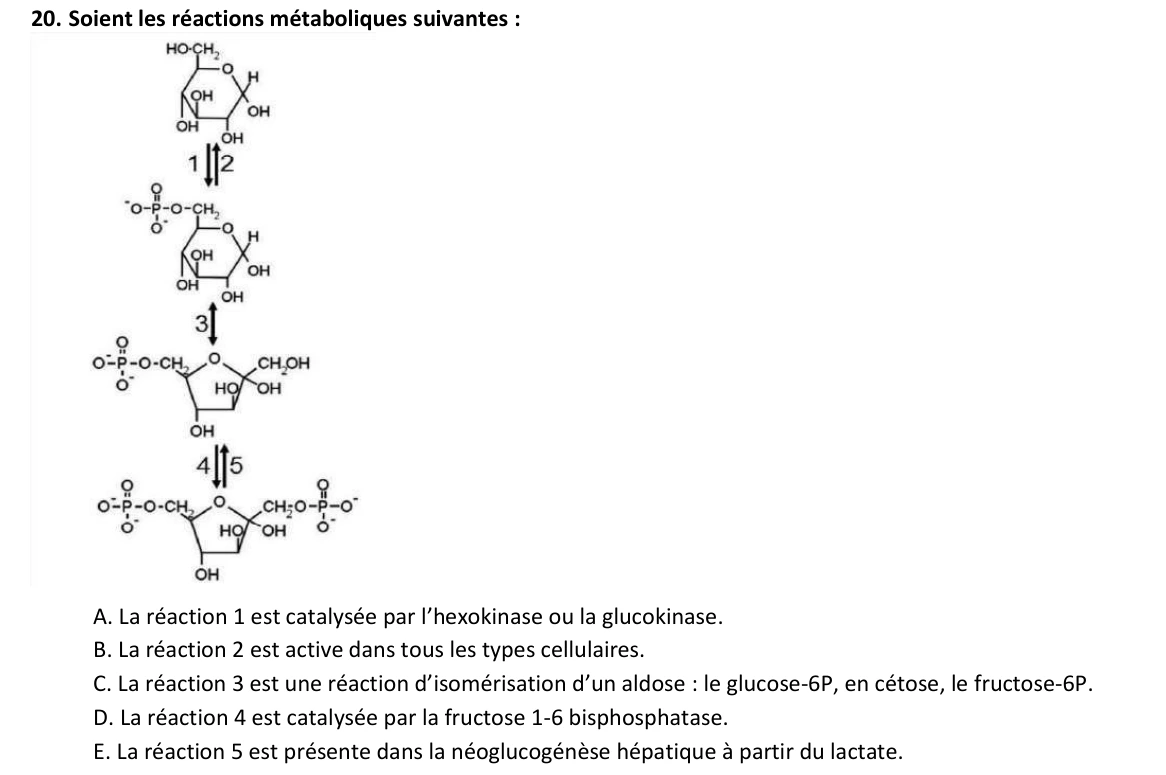 20. Soient les réactions métaboliques suivantes :
HO-CH2
O
H
OH
OH
OH
OH
1 2
O
-O-P-O-CH2
O-
O
H
OH
OH
OH
OH
3
O
O--P-O-CH2
O-
O
CH2OH
HO
OH
OH
4 5
O
O--P-O-CH2
O-
O
O
CH2O-P-O-
O-
HO
OH
OH
A. La réaction 1 est catalysée par l’hexokinase ou la glucokinase.
B. La réaction 2 est active dans tous les types cellulaires.
C. La réaction 3 est une réaction d’isomérisation d’un aldose : le glucose-6P, en cétose, le fructose-6P.
D. La réaction 4 est catalysée par la fructose 1-6 bisphosphatase.
E. La réaction 5 est présente dans la néoglucogénèse hépatique à partir du lactate.